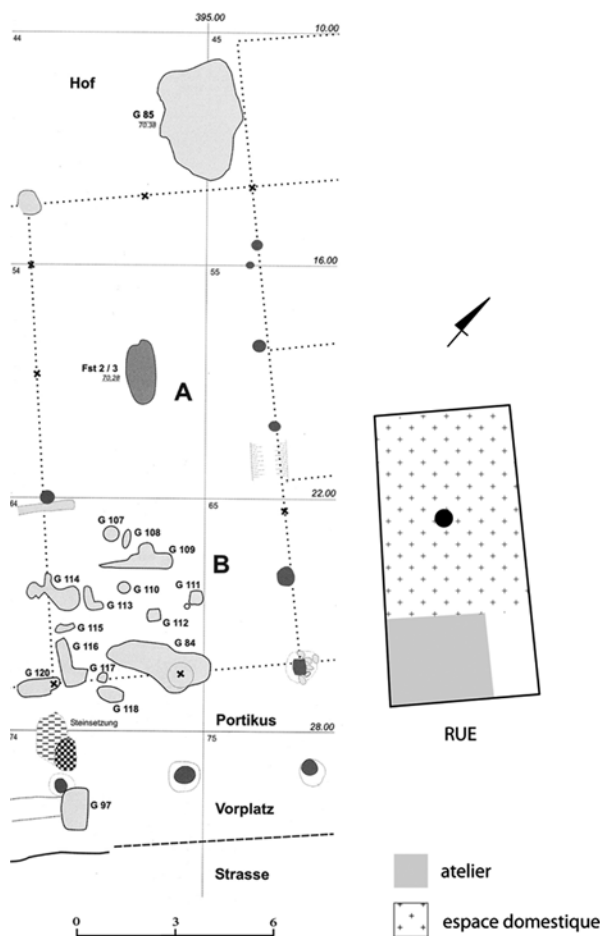 395.00
44
45
10.00
Hof
G 85
70,38
54
55
16.00
Fst 2 / 3
70,28
A
64
65
22.00
G 107
G 108
B
G 109
G 114
G 110
G 111
G 113
G 112
G 115
G 116
G 84
G 120
G 117
G 118
Portikus
Steinsetzung
28.00
74
75
G 97
Vorplatz
Strasse
0 3 6
RUE
atelier
espace domestique